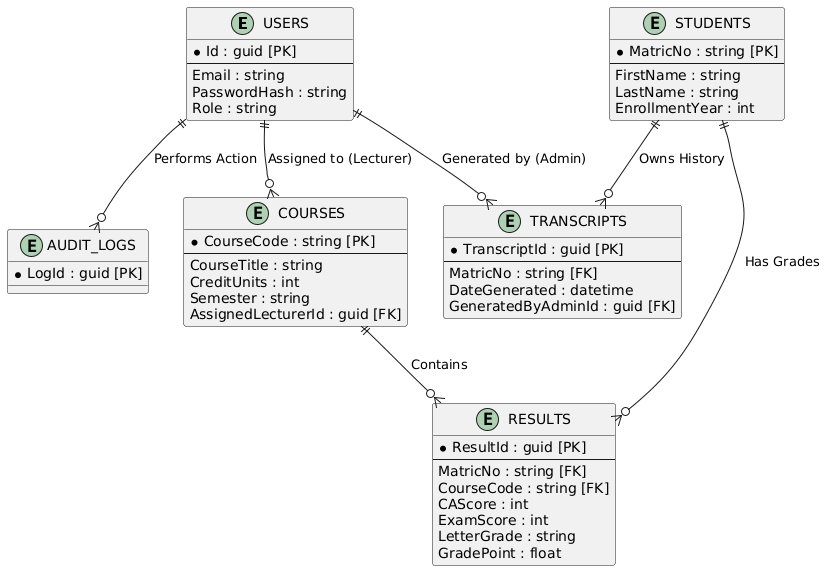 E USERS
Id : guid [PK]
Email : string
PasswordHash : string
Role : string
E STUDENTS
MatricNo : string [PK]
FirstName : string
LastName : string
EnrollmentYear : int
Performs Action
Assigned to (Lecturer)
Generated by (Admin)
Owns History
E AUDIT_LOGS
LogId : guid [PK]
E COURSES
CourseCode : string [PK]
CourseTitle : string
CreditUnits : int
Semester : string
AssignedLecturerId : guid [FK]
E TRANSCRIPTS
TranscriptId : guid [PK]
MatricNo : string [FK]
DateGenerated : datetime
GeneratedByAdminId : guid [FK]
Has Grades
Contains
E RESULTS
ResultId : guid [PK]
MatricNo : string [FK]
CourseCode : string [FK]
CAScore : int
ExamScore : int
LetterGrade : string
GradePoint : float